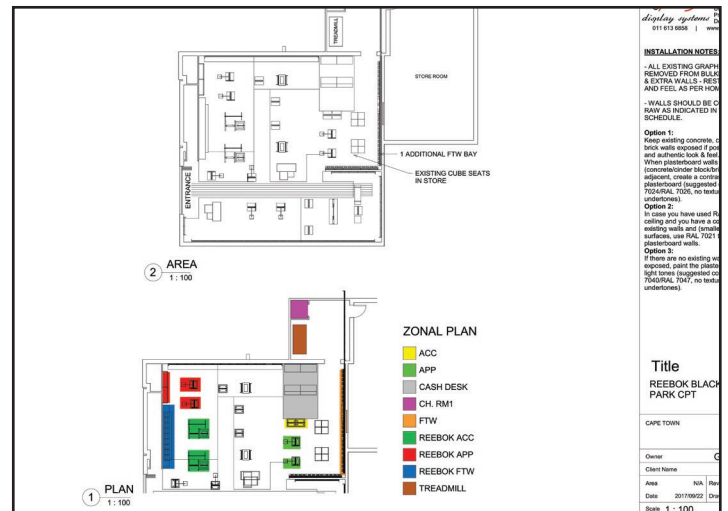 TREADMILL
STORE ROOM
1 ADDITIONAL FTW BAY
EXISTING CUBE SEATS
IN STORE
ENTRANCE
2 AREA
1 : 100
ZONAL PLAN
ACC
APP
CASH DESK
CH. RM1
FTW
REEBOK ACC
REEBOK APP
REEBOK FTW
TREADMILL
1 PLAN
1 : 100
display systems
011 613 6858 | www
INSTALLATION NOTES:
- ALL EXISTING GRAPH
REMOVED FROM BULK
& EXTRA WALLS - REST
AND FEEL AS PER HOM
- WALLS SHOULD BE
RAW AS INDICATED IN
SCHEDULE.
Option 1:
Keep existing concrete,
brick walls exposed if pos
and authentic look & feel.
When plasterboard walls
(concrete/cinder block/bri
adjacent, create a contra
plasterboard (suggested
7024/RAL 7026, no textu
undertones).
Option 2:
In case you have used
ceiling and you have a
existing walls and (smalle
surfaces, use RAL 7021
plasterboard walls.
Option 3:
If there are no existing
exposed, paint the plaste
light tones (suggested co
7040/RAL 7047, no textu
undertones).
Title
REEBOK BLACK
PARK CPT
CAPE TOWN
Owner G
Client Name
Area N/A Rev
Date 2017/09/22 Dra
Scale 1 : 100